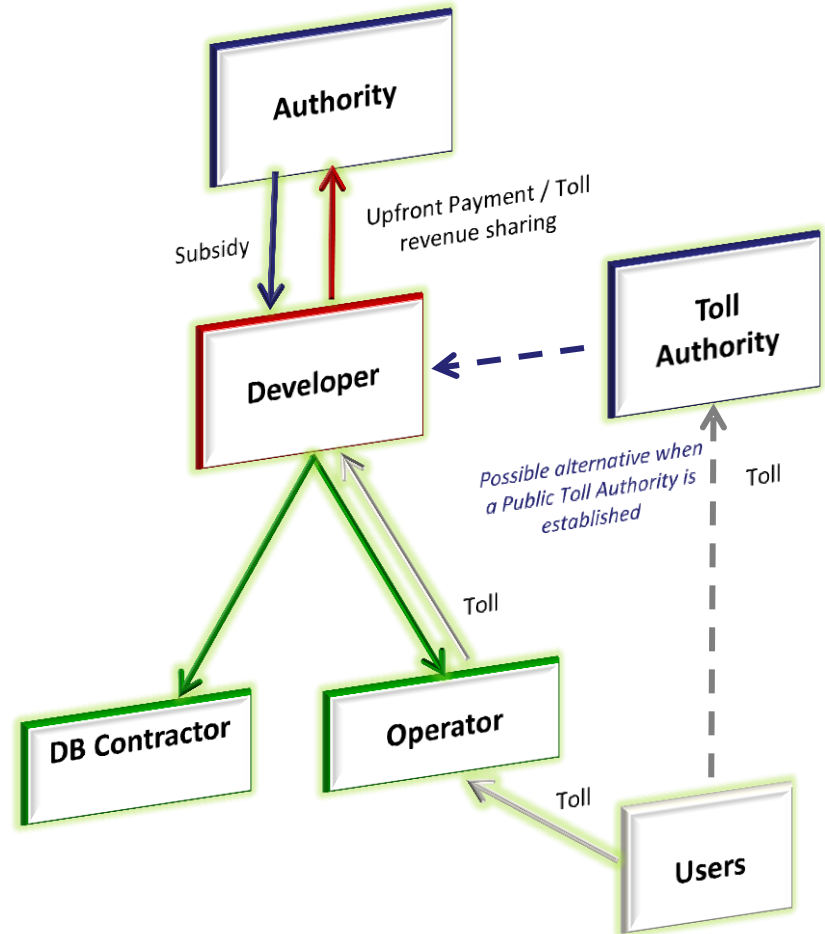 Authority
Upfront Payment / Toll
revenue sharing
Subsidy
Toll
Authority
Developer
Possible alternative when
a Public Toll Authority is
established
Toll
Toll
DB Contractor
Operator
Toll
Users